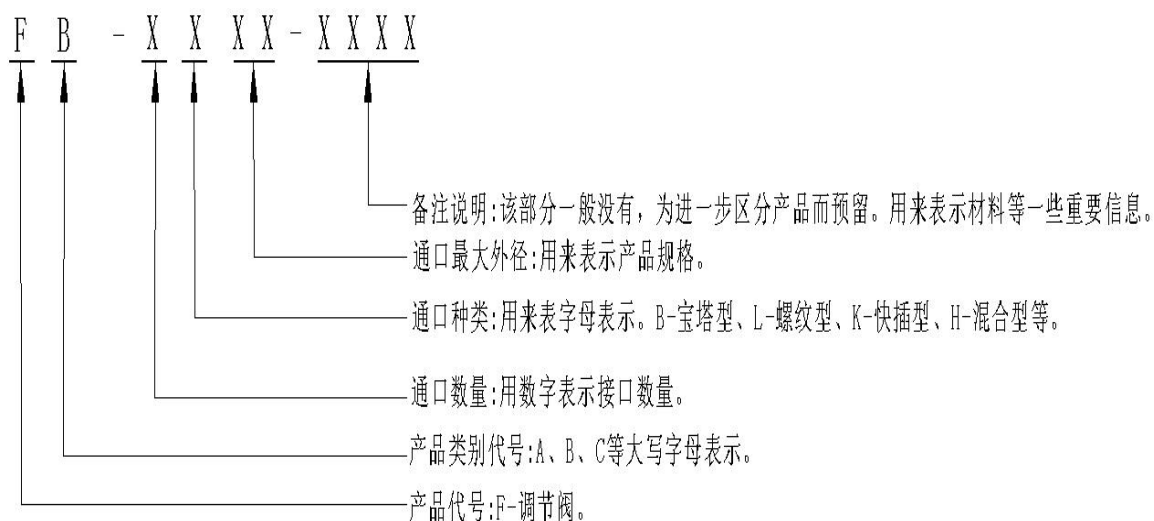 F B - X X XX-XXXX
备注说明:该部分一般没有，为进一步区分产品而预留。用来表示材料等一些重要信息。
通口最大外径:用来表示产品规格。
通口种类:用来表字母表示。B-宝塔型、L-螺纹型、K-快插型、H-混合型等。
通口数量:用数字表示接口数量。
产品类别代号:A、B、C等大写字母表示。
产品代号:F-调节阀。